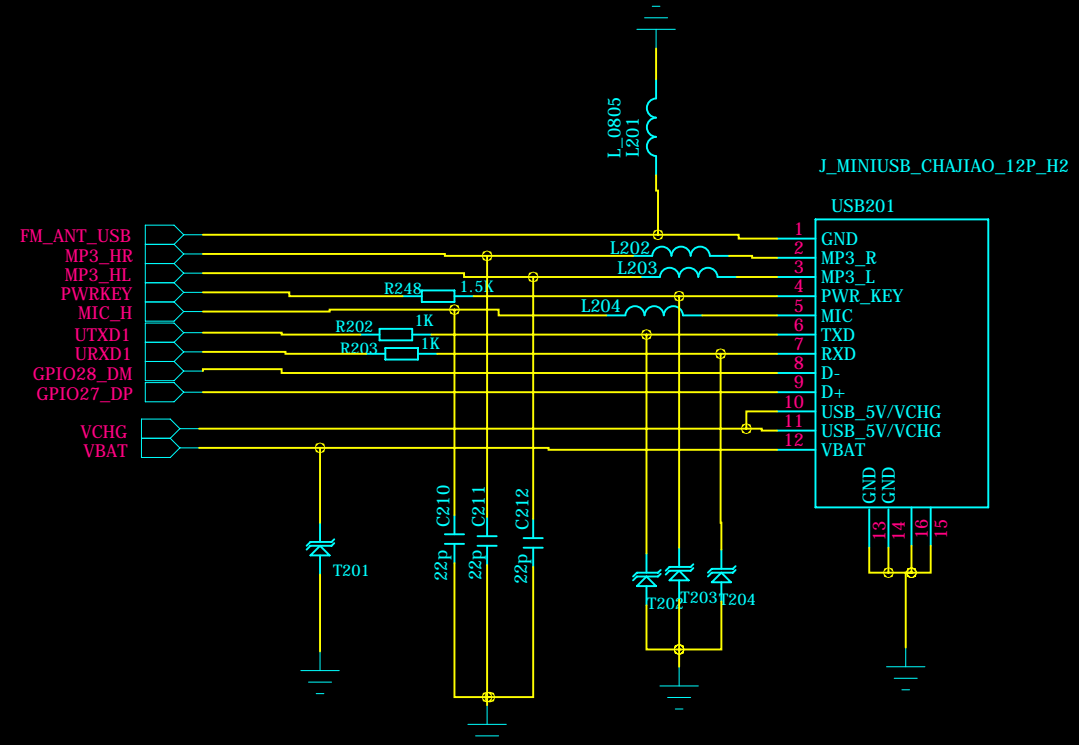 L_0805
L201
J_MINIUSB_CHAJIAO_12P_H2
USB201
FM_ANT_USB
MP3_HR
MP3_HL
PWRKEY
MIC_H
UTXD1
URXD1
GPIO28_DM
GPIO27_DP
VCHG
VBAT
L202
L203
R248 1.5K
L204
R202 1K
R203 1K
1 GND
2 MP3_R
3 MP3_L
4 PWR_KEY
5 MIC
6 TXD
7 RXD
8 D-
9 D+
10 USB_5V/VCHG
11 USB_5V/VCHG
12 VBAT
GND
GND
13
14
16
15
C210
22p
C211
22p
C212
22p
T201
T202
T203
T204